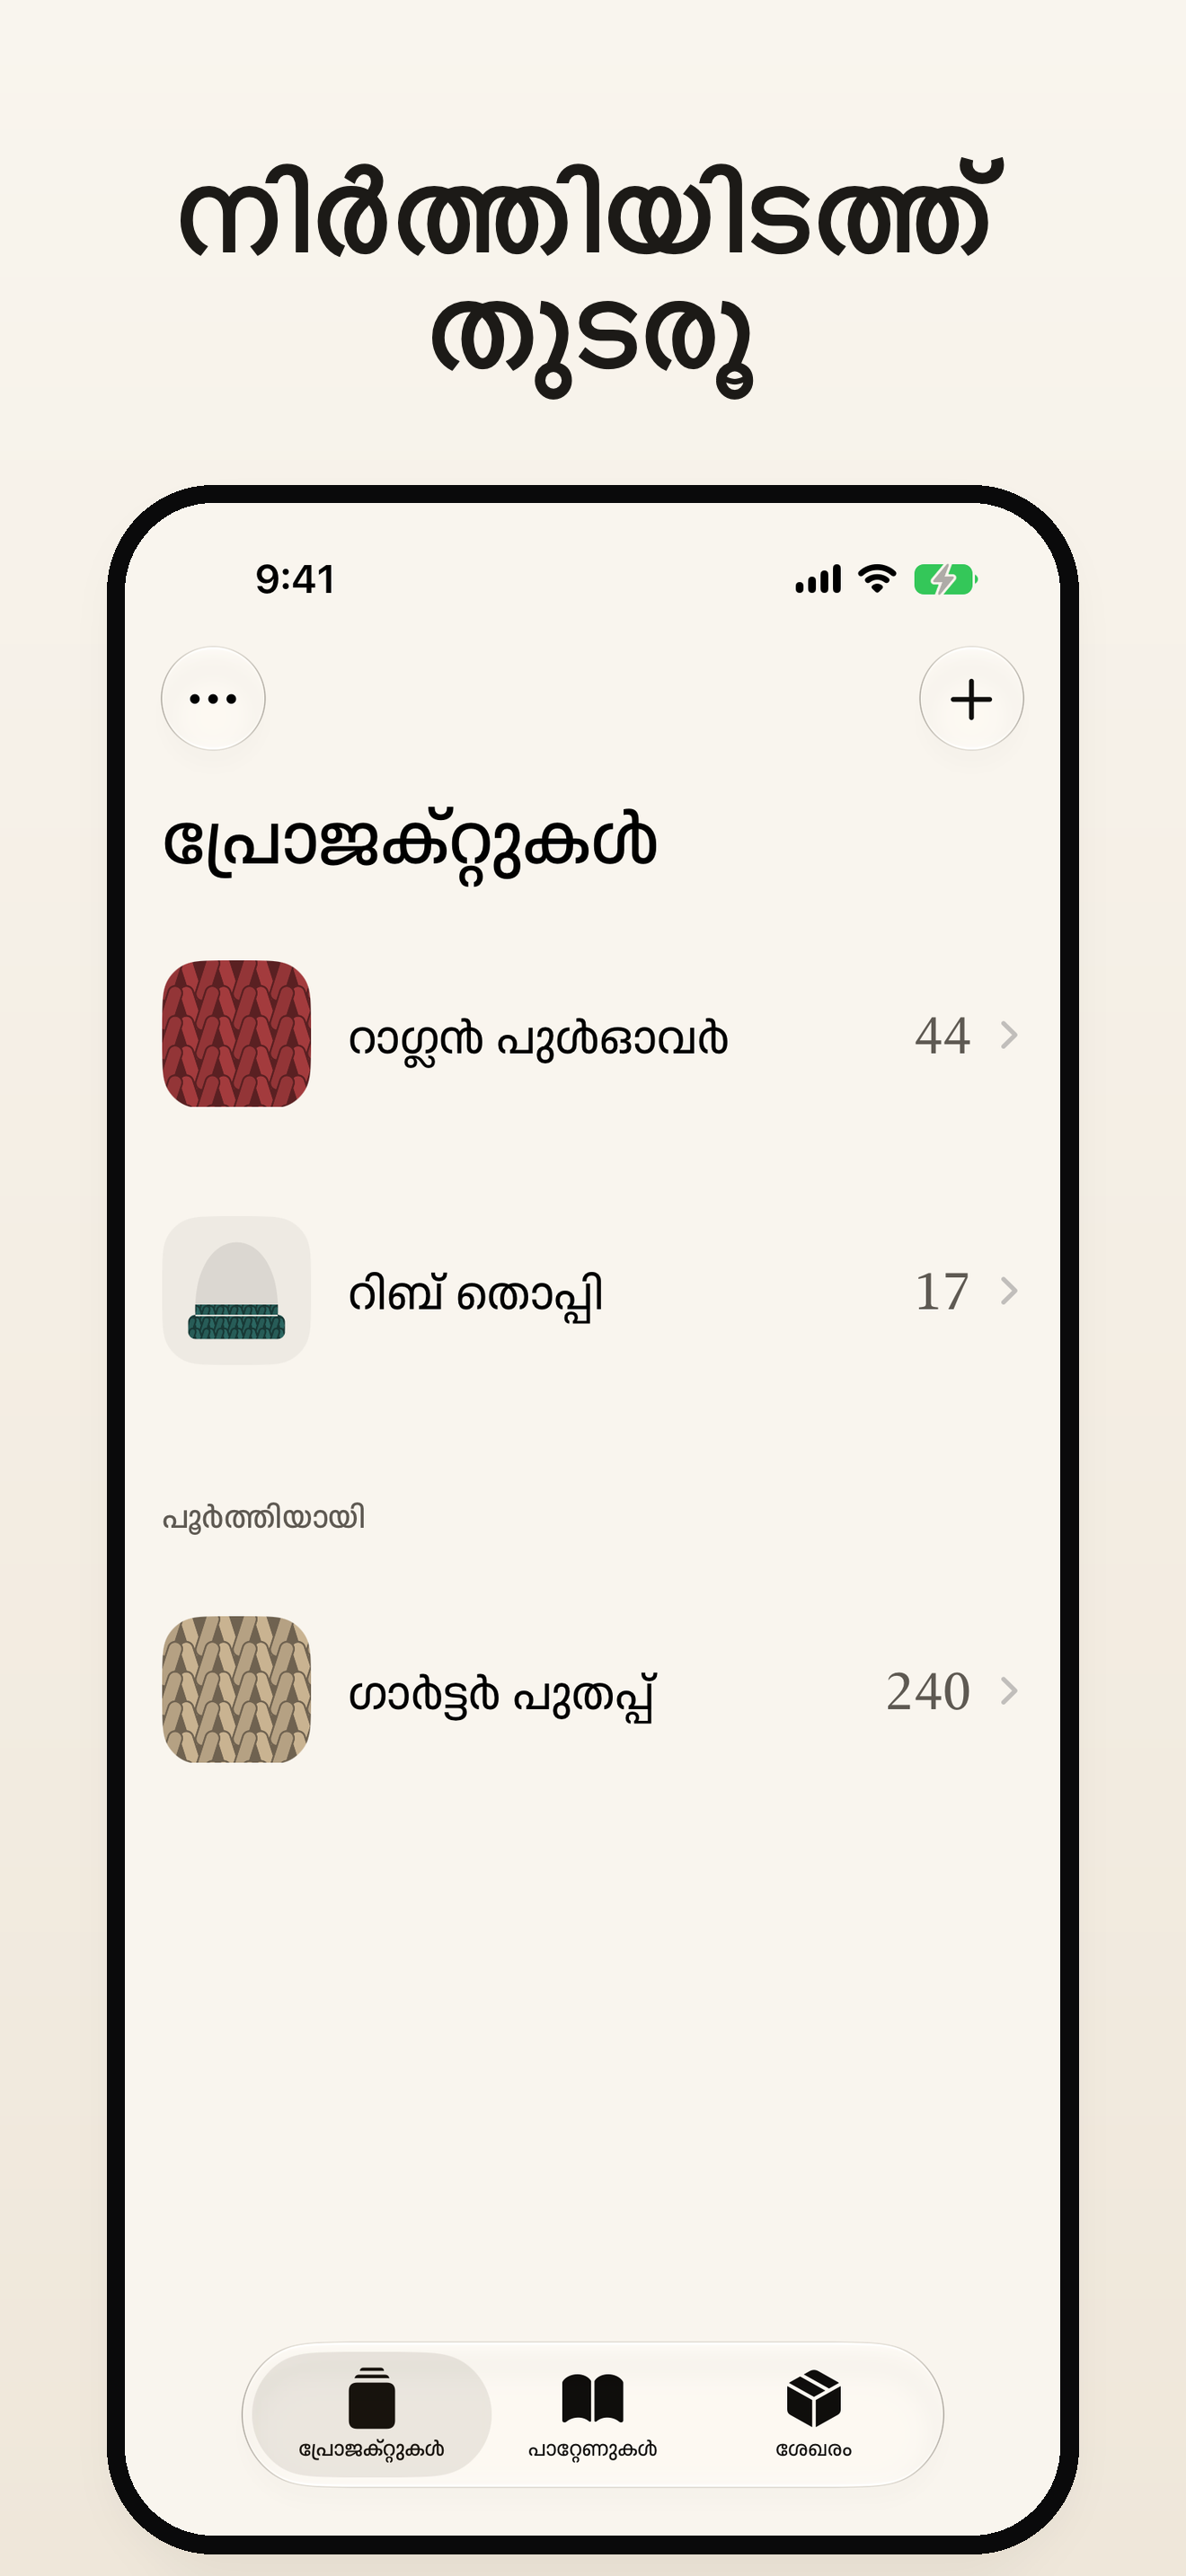 നിർത്തിയിടത്ത്
തുടരൂ
9:41
പ്രോജക്റ്റുകൾ
റാഗ്ലൻ പുൾഓവർ
44
റിബ് തൊപ്പി
17
പൂർത്തിയായി
ഗാർട്ടർ പുതപ്പ്
240
പ്രോജക്റ്റുകൾ
പാറ്റേണുകൾ
ശേഖരം